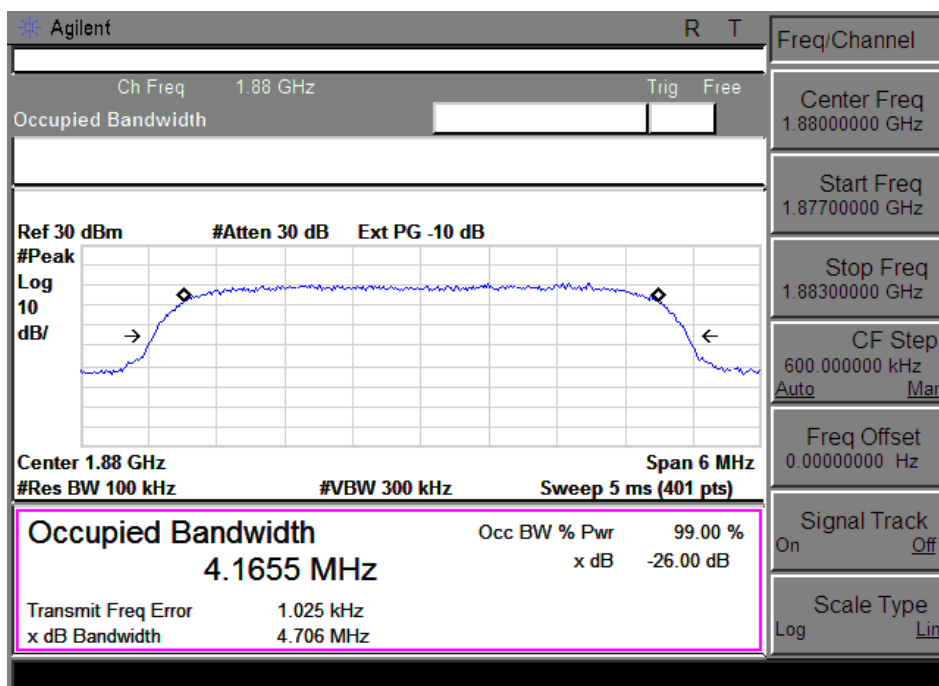 Agilent R T
Ch Freq 1.88 GHz Trig Free
Occupied Bandwidth
Ref 30 dBm #Atten 30 dB Ext PG -10 dB
#Peak
Log
10
dB/
Center 1.88 GHz Span 6 MHz
#Res BW 100 kHz #VBW 300 kHz Sweep 5 ms (401 pts)
Occupied Bandwidth
4.1655 MHz
Occ BW % Pwr 99.00 %
x dB -26.00 dB
Transmit Freq Error 1.025 kHz
x dB Bandwidth 4.706 MHz
Freq/Channel
Center Freq
1.88000000 GHz
Start Freq
1.87700000 GHz
Stop Freq
1.88300000 GHz
CF Step
600.000000 kHz
Auto Man
Freq Offset
0.00000000 Hz
Signal Track
On Off
Scale Type
Log Lin